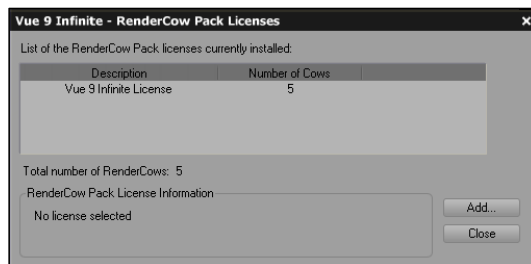 Vue 9 Infinite - RenderCow Pack Licenses x
List of the RenderCow Pack licenses currently installed:
Description Number of Cows
Vue 9 Infinite License 5
Total number of RenderCows: 5
RenderCow Pack License Information
No license selected
Add...
Close